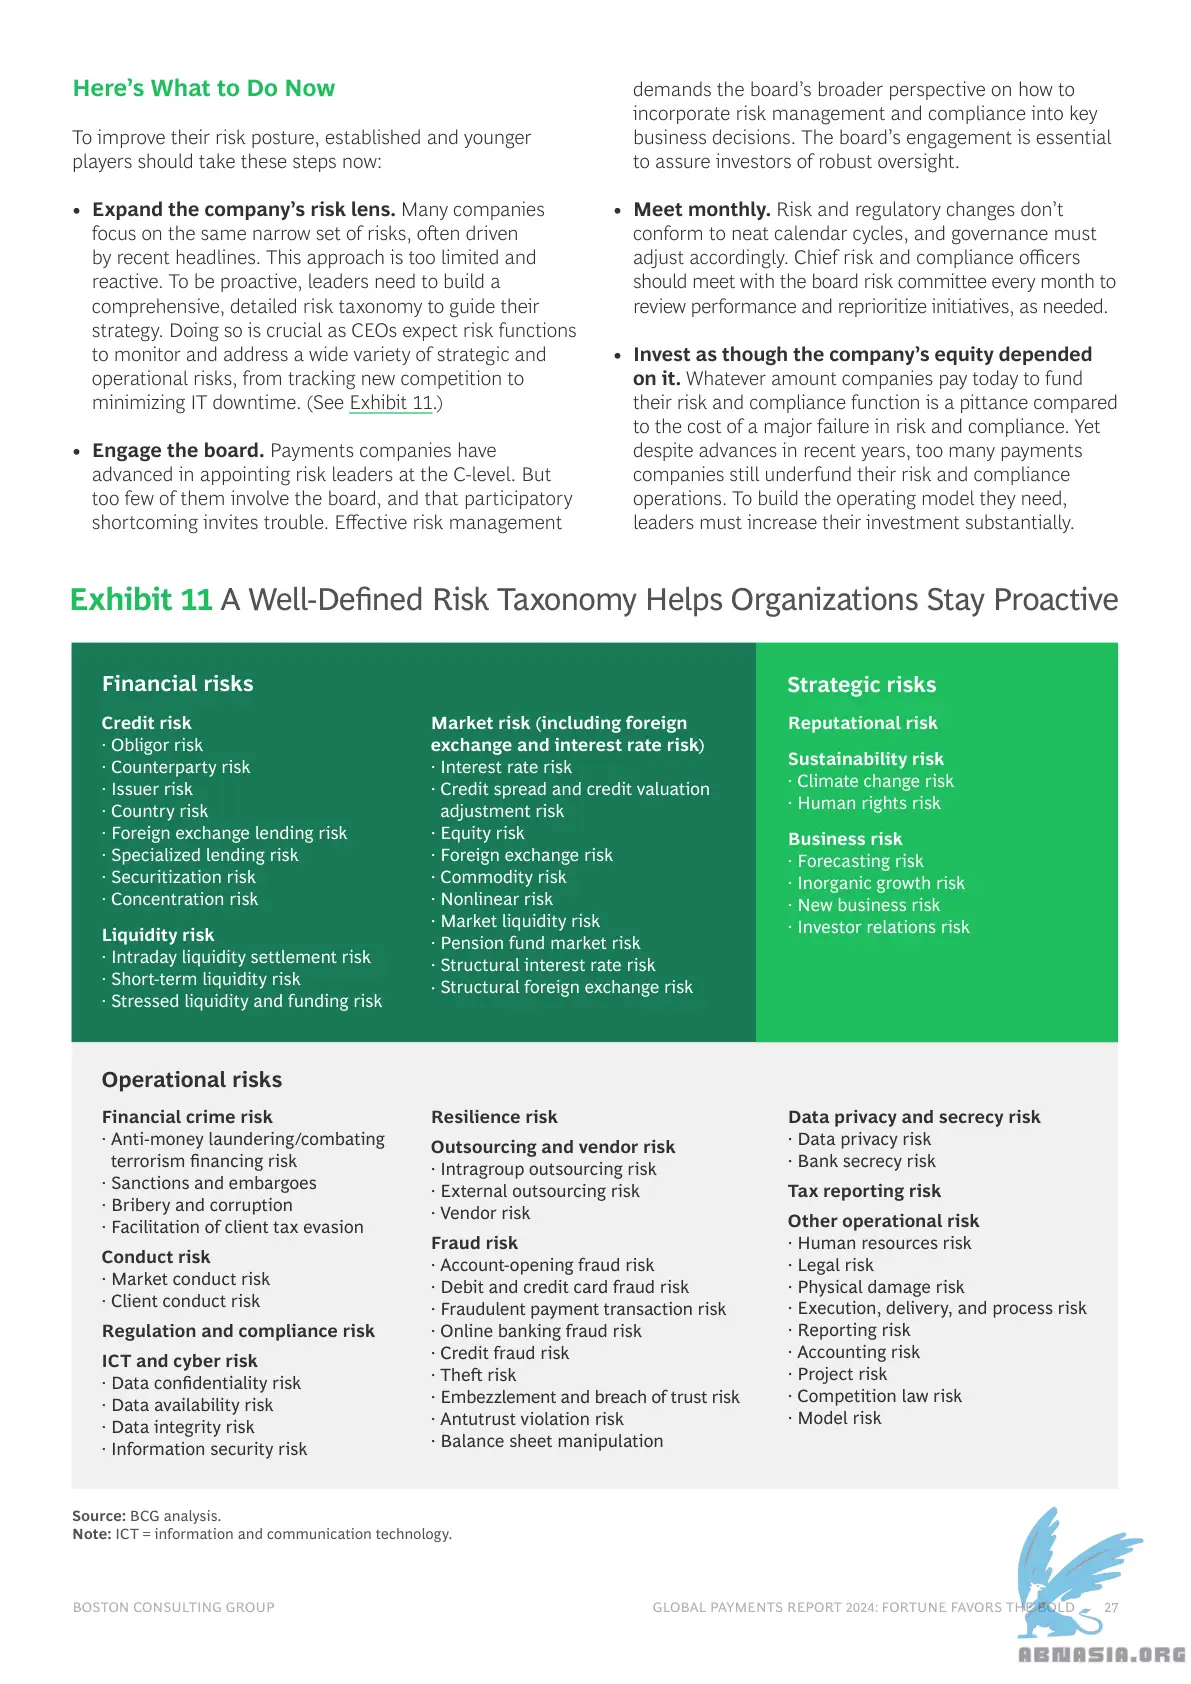 Here’s What to Do Now
To improve their risk posture, established and younger
players should take these steps now:
• Expand the company’s risk lens. Many companies
focus on the same narrow set of risks, often driven
by recent headlines. This approach is too limited and
reactive. To be proactive, leaders need to build a
comprehensive, detailed risk taxonomy to guide their
strategy. Doing so is crucial as CEOs expect risk functions
to monitor and address a wide variety of strategic and
operational risks, from tracking new competition to
minimizing IT downtime. (See Exhibit 11.)
• Engage the board. Payments companies have
advanced in appointing risk leaders at the C-level. But
too few of them involve the board, and that participatory
shortcoming invites trouble. Effective risk management
demands the board’s broader perspective on how to
incorporate risk management and compliance into key
business decisions. The board’s engagement is essential
to assure investors of robust oversight.
• Meet monthly. Risk and regulatory changes don’t
conform to neat calendar cycles, and governance must
adjust accordingly. Chief risk and compliance officers
should meet with the board risk committee every month to
review performance and reprioritize initiatives, as needed.
• Invest as though the company’s equity depended
on it. Whatever amount companies pay today to fund
their risk and compliance function is a pittance compared
to the cost of a major failure in risk and compliance. Yet
despite advances in recent years, too many payments
companies still underfund their risk and compliance
operations. To build the operating model they need,
leaders must increase their investment substantially.
Exhibit 11 A Well-Defined Risk Taxonomy Helps Organizations Stay Proactive
Financial risks
Credit risk
· Obligor risk
· Counterparty risk
· Issuer risk
· Country risk
· Foreign exchange lending risk
· Specialized lending risk
· Securitization risk
· Concentration risk
Liquidity risk
· Intraday liquidity settlement risk
· Short-term liquidity risk
· Stressed liquidity and funding risk
Market risk (including foreign
exchange and interest rate risk)
· Interest rate risk
· Credit spread and credit valuation
adjustment risk
· Equity risk
· Foreign exchange risk
· Commodity risk
· Nonlinear risk
· Market liquidity risk
· Pension fund market risk
· Structural interest rate risk
· Structural foreign exchange risk
Strategic risks
Reputational risk
Sustainability risk
· Climate change risk
· Human rights risk
Business risk
· Forecasting risk
· Inorganic growth risk
· New business risk
· Investor relations risk
Operational risks
Financial crime risk
· Anti-money laundering/combating
terrorism financing risk
· Sanctions and embargoes
· Bribery and corruption
· Facilitation of client tax evasion
Conduct risk
· Market conduct risk
· Client conduct risk
Regulation and compliance risk
ICT and cyber risk
· Data confidentiality risk
· Data availability risk
· Data integrity risk
· Information security risk
Resilience risk
Outsourcing and vendor risk
· Intragroup outsourcing risk
· External outsourcing risk
· Vendor risk
Fraud risk
· Account-opening fraud risk
· Debit and credit card fraud risk
· Fraudulent payment transaction risk
· Online banking fraud risk
· Credit fraud risk
· Theft risk
· Embezzlement and breach of trust risk
· Antutrust violation risk
· Balance sheet manipulation
Data privacy and secrecy risk
· Data privacy risk
· Bank secrecy risk
Tax reporting risk
Other operational risk
· Human resources risk
· Legal risk
· Physical damage risk
· Execution, delivery, and process risk
· Reporting risk
· Accounting risk
· Project risk
· Competition law risk
· Model risk
Source: BCG analysis.
Note: ICT = information and communication technology.
BOSTON CONSULTING GROUP
GLOBAL PAYMENTS REPORT 2024: FORTUNE FAVORS THE BOLD 27
ABNASIA.ORG